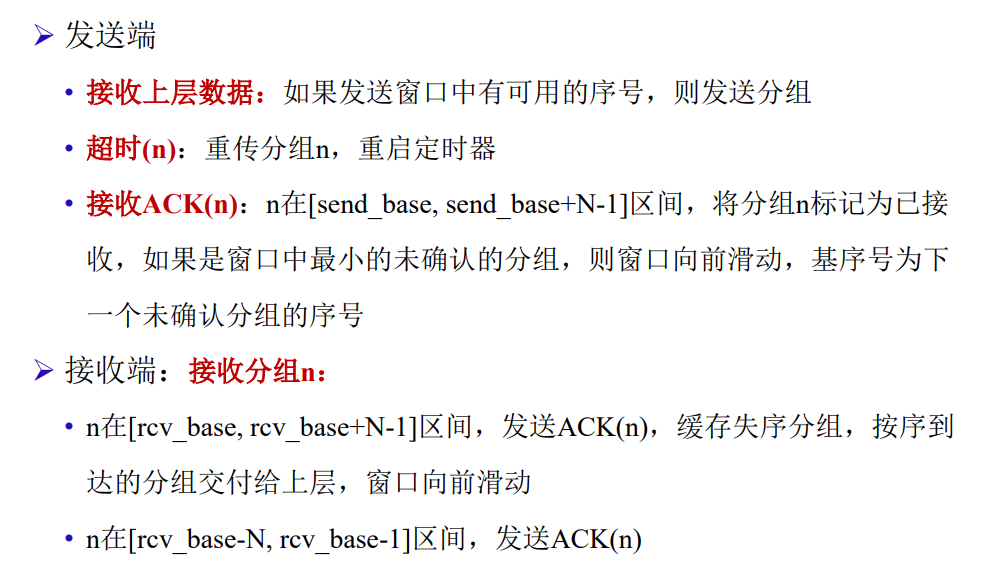 ➢ 发送端
• 接收上层数据：如果发送窗口中有可用的序号，则发送分组
• 超时(n)：重传分组n，重启定时器
• 接收ACK(n)：n在[send_base, send_base+N-1]区间，将分组n标记为已接
收，如果是窗口中最小的未确认的分组，则窗口向前滑动，基序号为下
一个未确认分组的序号
➢ 接收端：接收分组n：
• n在[rcv_base, rcv_base+N-1]区间，发送ACK(n)，缓存失序分组，按序到
达的分组交付给上层，窗口向前滑动
• n在[rcv_base-N, rcv_base-1]区间，发送ACK(n)